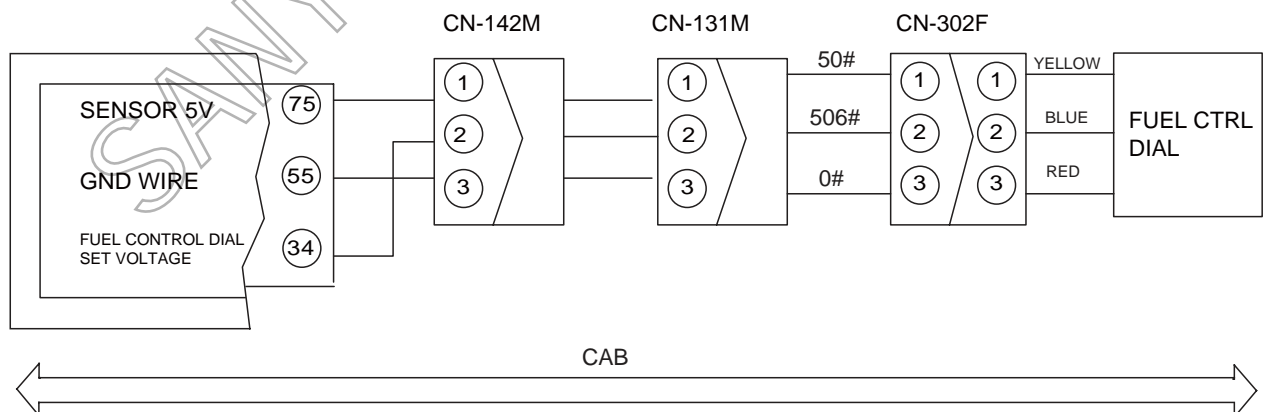 CN-142M CN-131M CN-302F
SENSOR 5V 75 1 1 50# 1 1 YELLOW
2 2 506# 2 2 BLUE FUEL CTRL
DIAL
GND WIRE 55 3 3 0# 3 3 RED
FUEL CONTROL DIAL
SET VOLTAGE 34
CAB
SANY